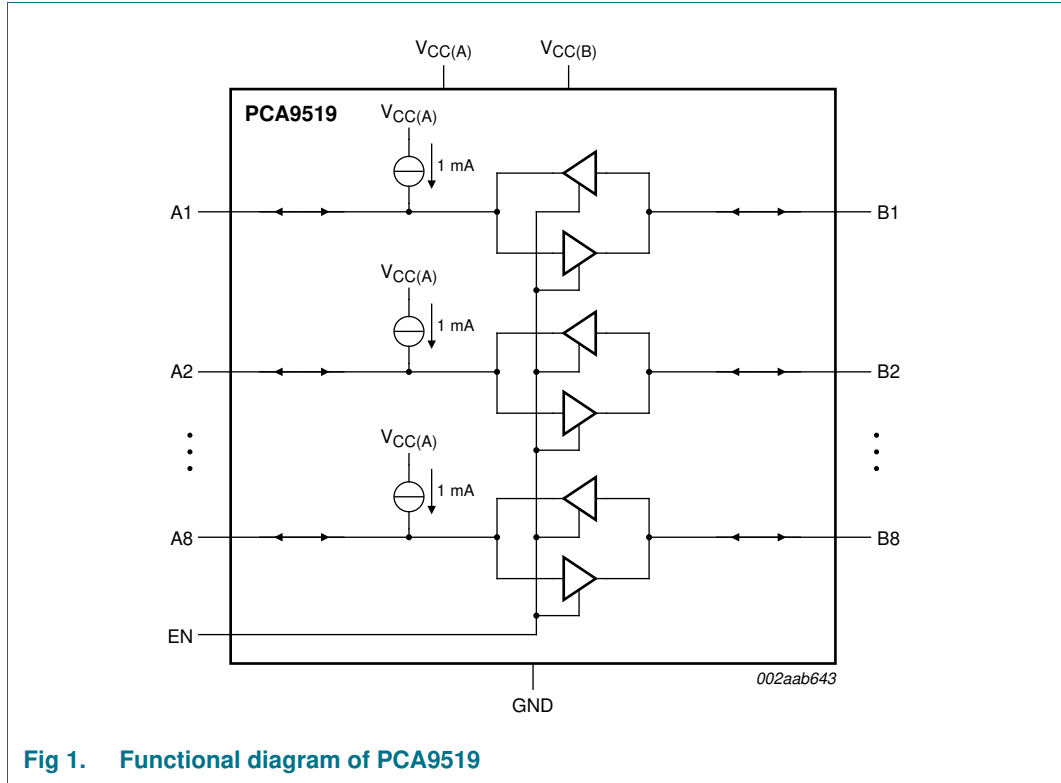 VCC(A) VCC(B)
PCA9519
VCC(A)
1 mA
A1 B1
VCC(A)
1 mA
A2 B2
VCC(A)
1 mA
A8 B8
EN
002aab643
GND
Fig 1. Functional diagram of PCA9519